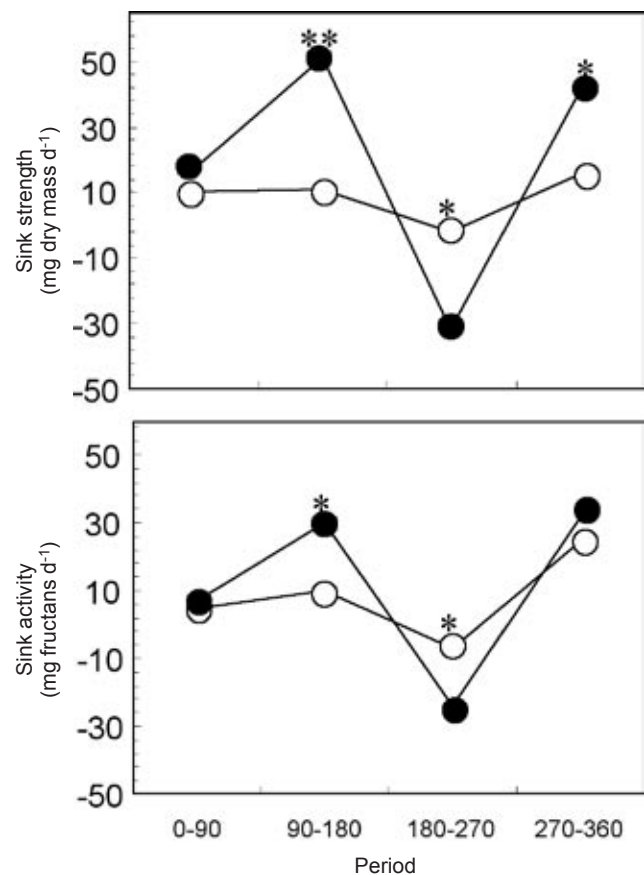 Sink strength
(mg dry mass d-1)
50
30
10
-10
-30
-50
**
*
*
Sink activity
(mg fructans d-1)
50
30
10
-10
-30
-50
*
*
0-90 90-180 180-270 270-360
Period